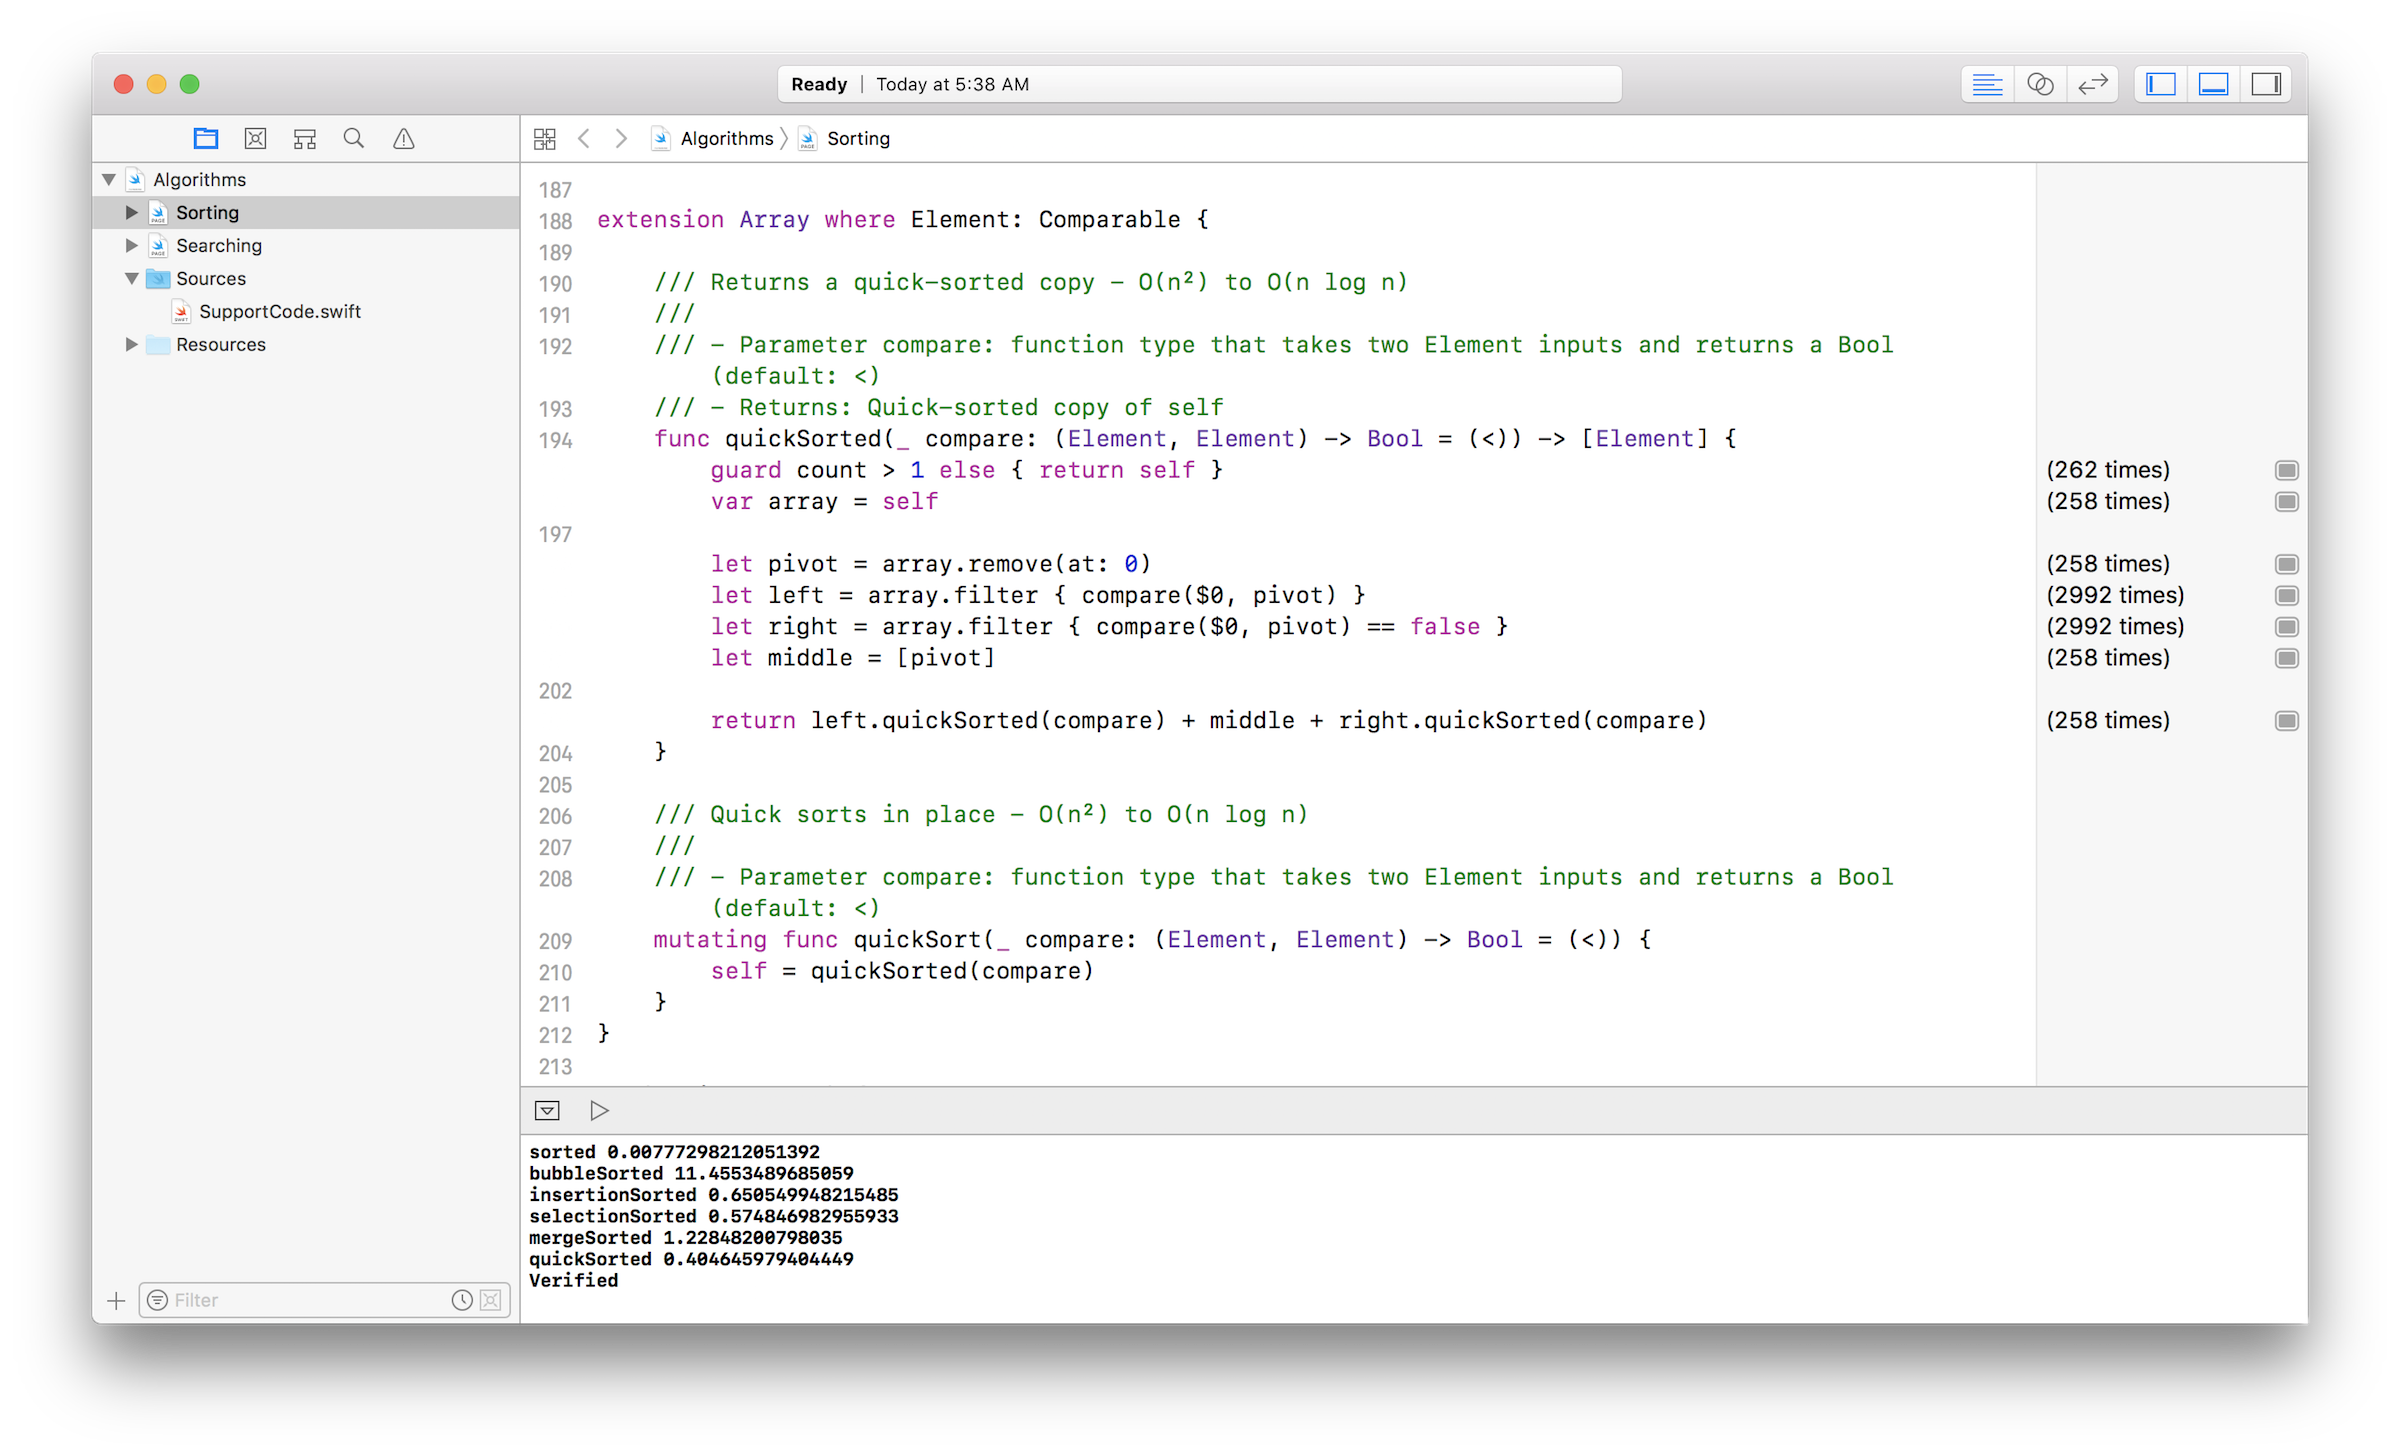 Ready | Today at 5:38 AM
Algorithms 〉 Sorting
Algorithms
Sorting
Searching
Sources
SupportCode.swift
Resources
Filter
187
188 extension Array where Element: Comparable {
189
190 /// Returns a quick-sorted copy - O(n²) to O(n log n)
191 ///
192 /// - Parameter compare: function type that takes two Element inputs and returns a Bool
(default: <)
193 /// - Returns: Quick-sorted copy of self
194 func quickSorted(_ compare: (Element, Element) -> Bool = (<)) -> [Element] {
guard count > 1 else { return self } (262 times)
var array = self (258 times)
197
let pivot = array.remove(at: 0) (258 times)
let left = array.filter { compare($0, pivot) } (2992 times)
let right = array.filter { compare($0, pivot) == false } (2992 times)
let middle = [pivot] (258 times)
202
return left.quickSorted(compare) + middle + right.quickSorted(compare) (258 times)
204 }
205
206 /// Quick sorts in place - O(n²) to O(n log n)
207 ///
208 /// - Parameter compare: function type that takes two Element inputs and returns a Bool
(default: <)
209 mutating func quickSort(_ compare: (Element, Element) -> Bool = (<)) {
210 self = quickSorted(compare)
211 }
212 }
213
sorted 0.00777298212051392
bubbleSorted 11.4553489685059
insertionSorted 0.650549948215485
selectionSorted 0.574846982955933
mergeSorted 1.22848200798035
quickSorted 0.404645979404449
Verified